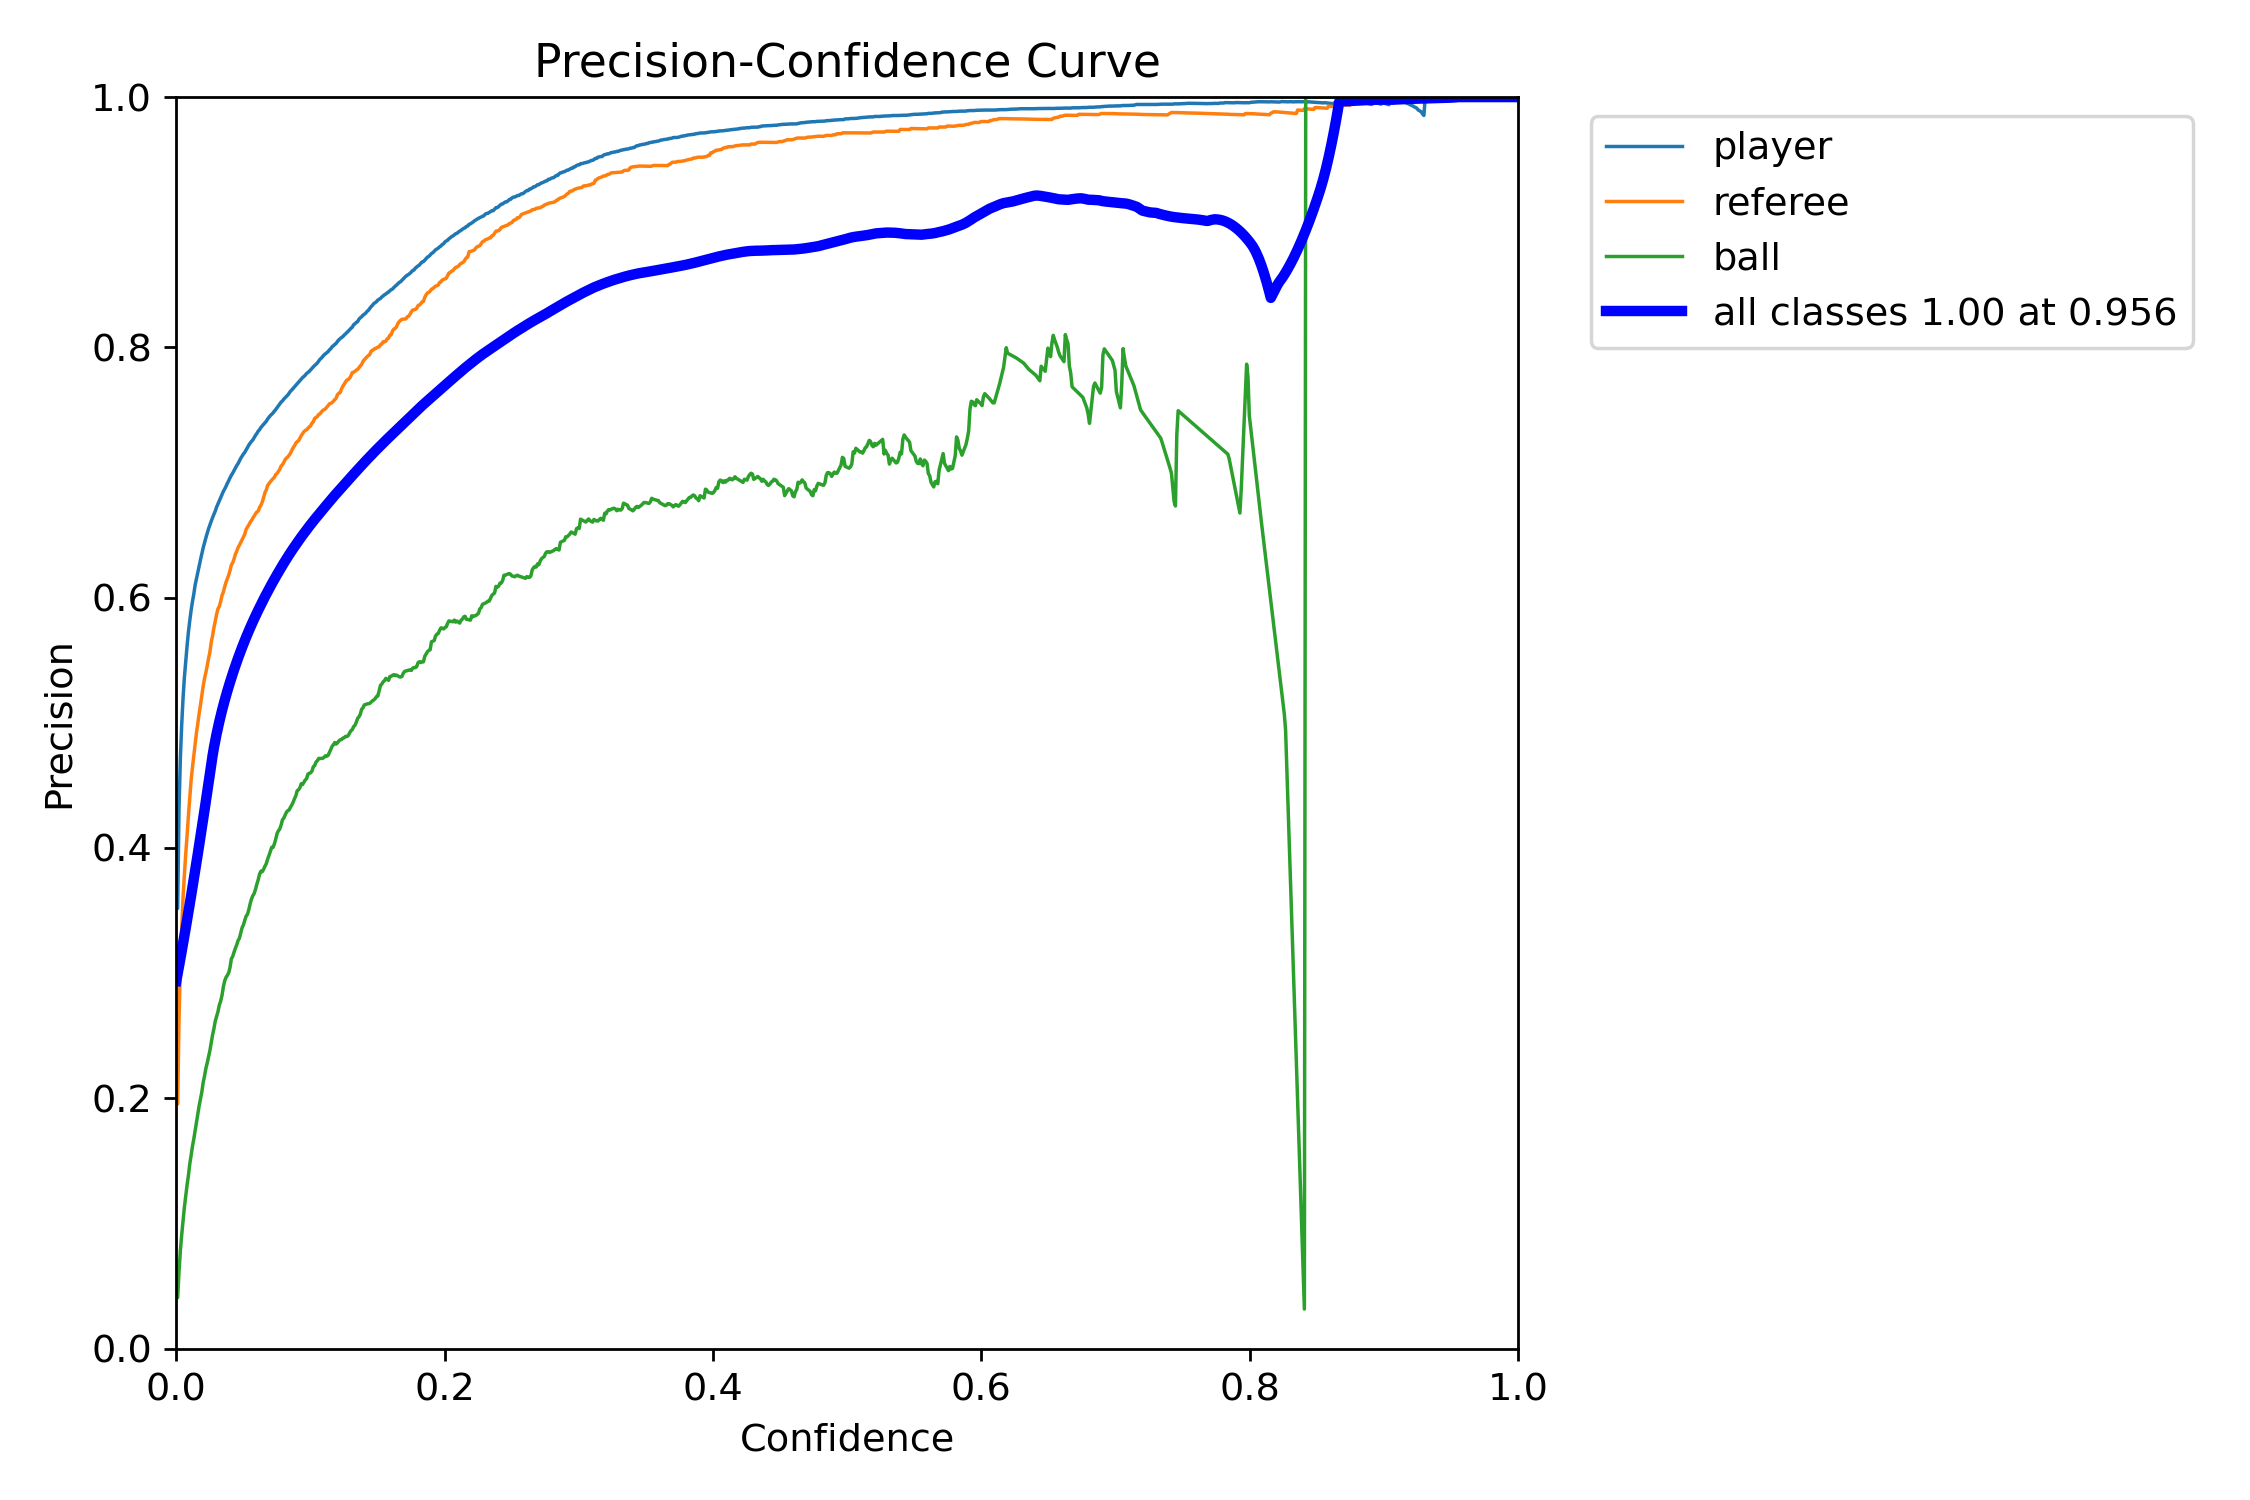 Precision-Confidence Curve
1.0
0.8
0.6
0.4
0.2
0.0
Precision
0.0 0.2 0.4 0.6 0.8 1.0
Confidence
player
referee
ball
all classes 1.00 at 0.956